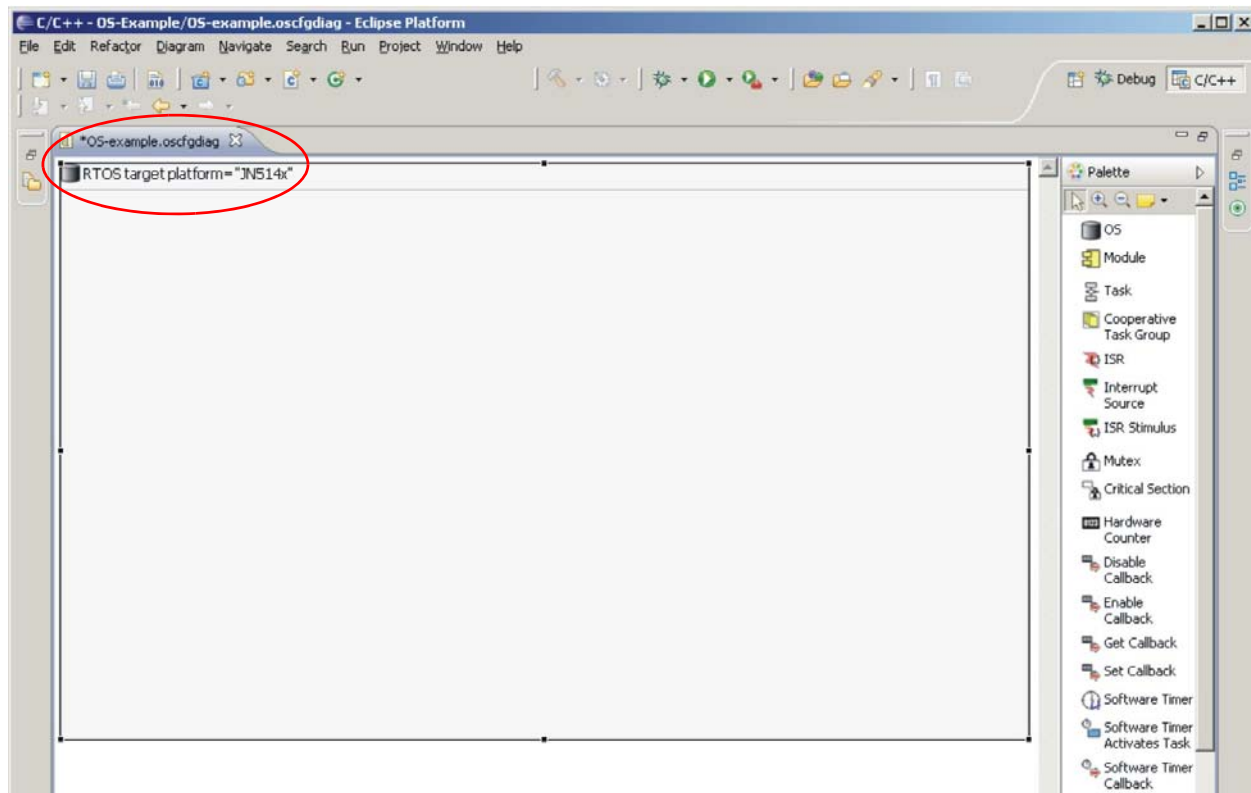 C/C++ - OS-Example/OS-example.oscfgdiag - Eclipse Platform
File Edit Refactor Diagram Navigate Search Run Project Window Help
Debug C/C++
*OS-example.oscfgdiag
RTOS target platform="JN514x"
Palette
OS
Module
Task
Cooperative
Task Group
ISR
Interrupt
Source
ISR Stimulus
Mutex
Critical Section
Hardware
Counter
Disable
Callback
Enable
Callback
Get Callback
Set Callback
Software Timer
Software Timer
Activates Task
Software Timer
Callback